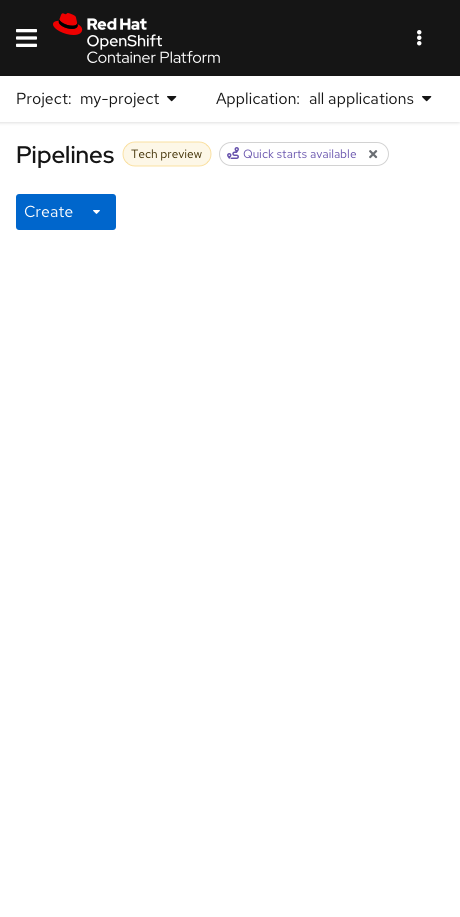 Red Hat
OpenShift
Container Platform
Project: my-project Application: all applications
Pipelines Tech preview Quick starts available
Create